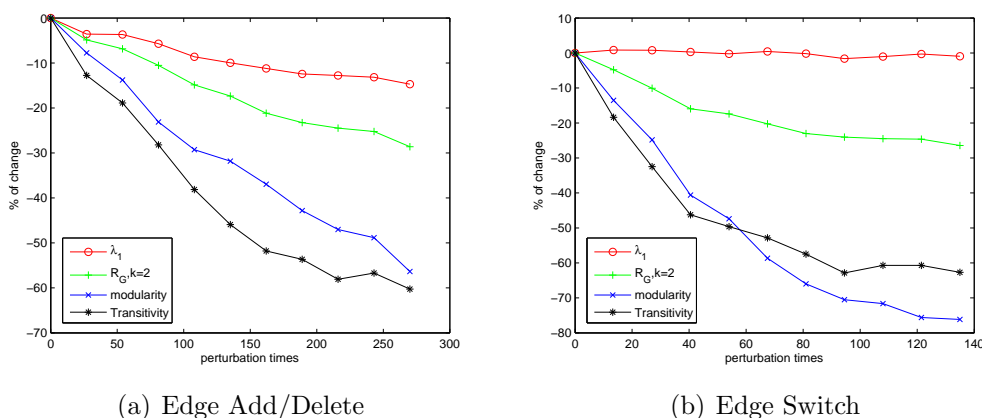 0
−10
−20
−30
−40
−50
−60
−70
% of change
0 50 100 150 200 250 300
perturbation times
λ1
RG,k=2
modularity
Transitivity
(a) Edge Add/Delete
10
0
−10
−20
−30
−40
−50
−60
−70
−80
% of change
0 20 40 60 80 100 120 140
perturbation times
λ1
RG,k=2
modularity
Transitivity
(b) Edge Switch